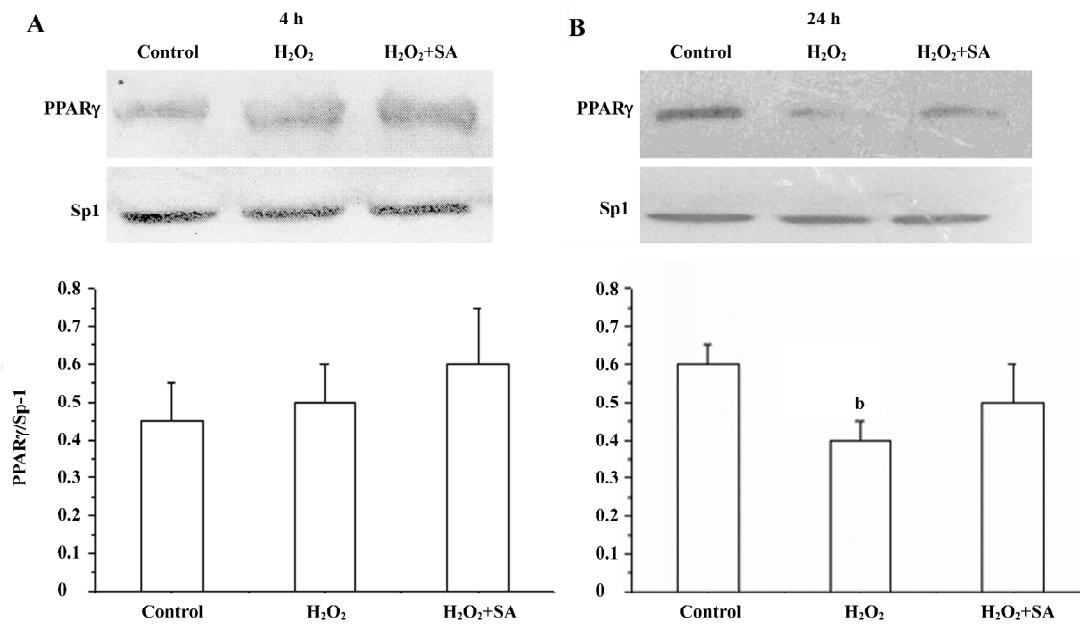 A
4 h
Control H₂O₂ H₂O₂+SA
PPARγ
Sp1
B
24 h
Control H₂O₂ H₂O₂+SA
PPARγ
Sp1
PPARγ/Sp-1
0.8
0.7
0.6
0.5
0.4
0.3
0.2
0.1
0
Control H₂O₂ H₂O₂+SA
0.8
0.7
0.6
0.5
0.4
0.3
0.2
0.1
0
b
Control H₂O₂ H₂O₂+SA